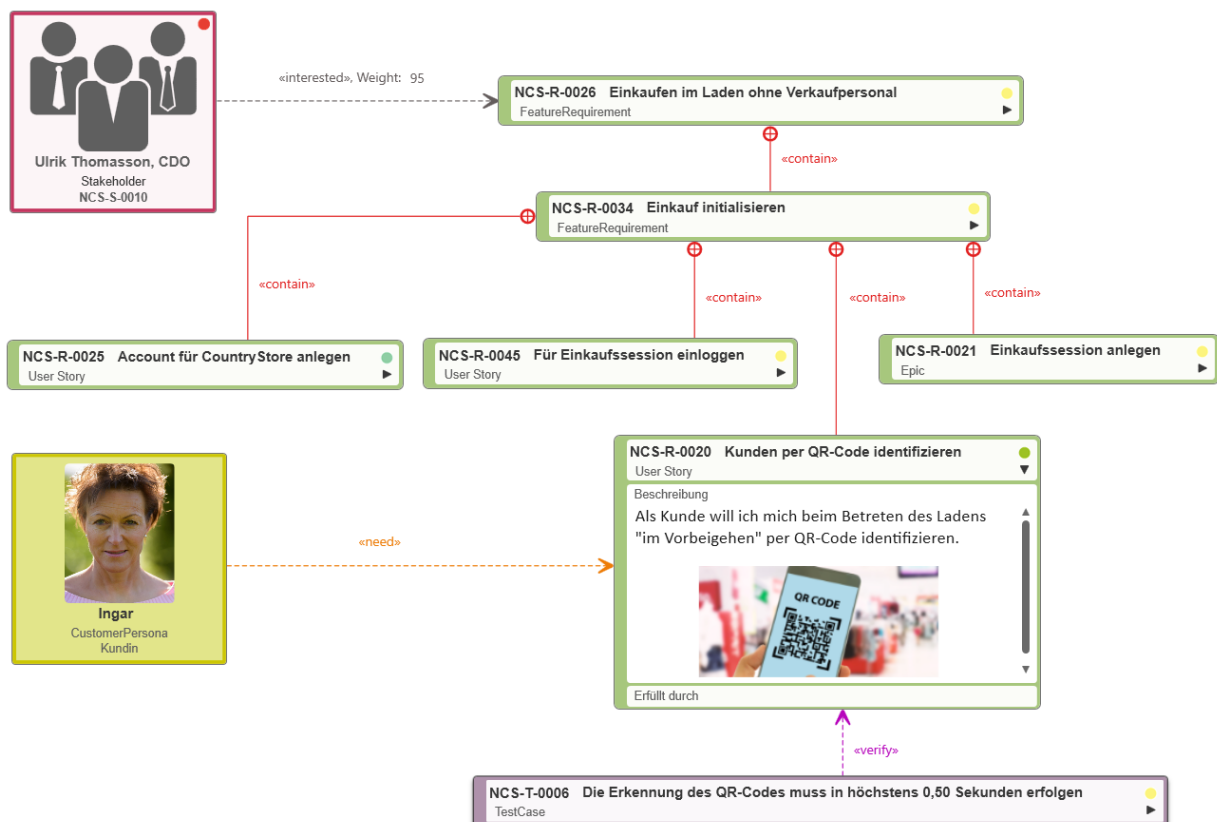 «interested», Weight: 95
Ulrik Thomasson, CDO
Stakeholder
NCS-S-0010
NCS-R-0026 Einkaufen im Laden ohne Verkaufpersonal
FeatureRequirement
«contain»
NCS-R-0034 Einkauf initialisieren
FeatureRequirement
«contain»
«contain»
«contain»
«contain»
NCS-R-0025 Account für CountryStore anlegen
User Story
NCS-R-0045 Für Einkaufssession einloggen
User Story
NCS-R-0021 Einkaufssession anlegen
Epic
Ingar
CustomerPersona
Kundin
«need»
NCS-R-0020 Kunden per QR-Code identifizieren
User Story
Beschreibung
Als Kunde will ich mich beim Betreten des Ladens
"im Vorbeigehen" per QR-Code identifizieren.
QR CODE
Erfüllt durch
«verify»
NCS-T-0006 Die Erkennung des QR-Codes muss in höchstens 0,50 Sekunden erfolgen
TestCase